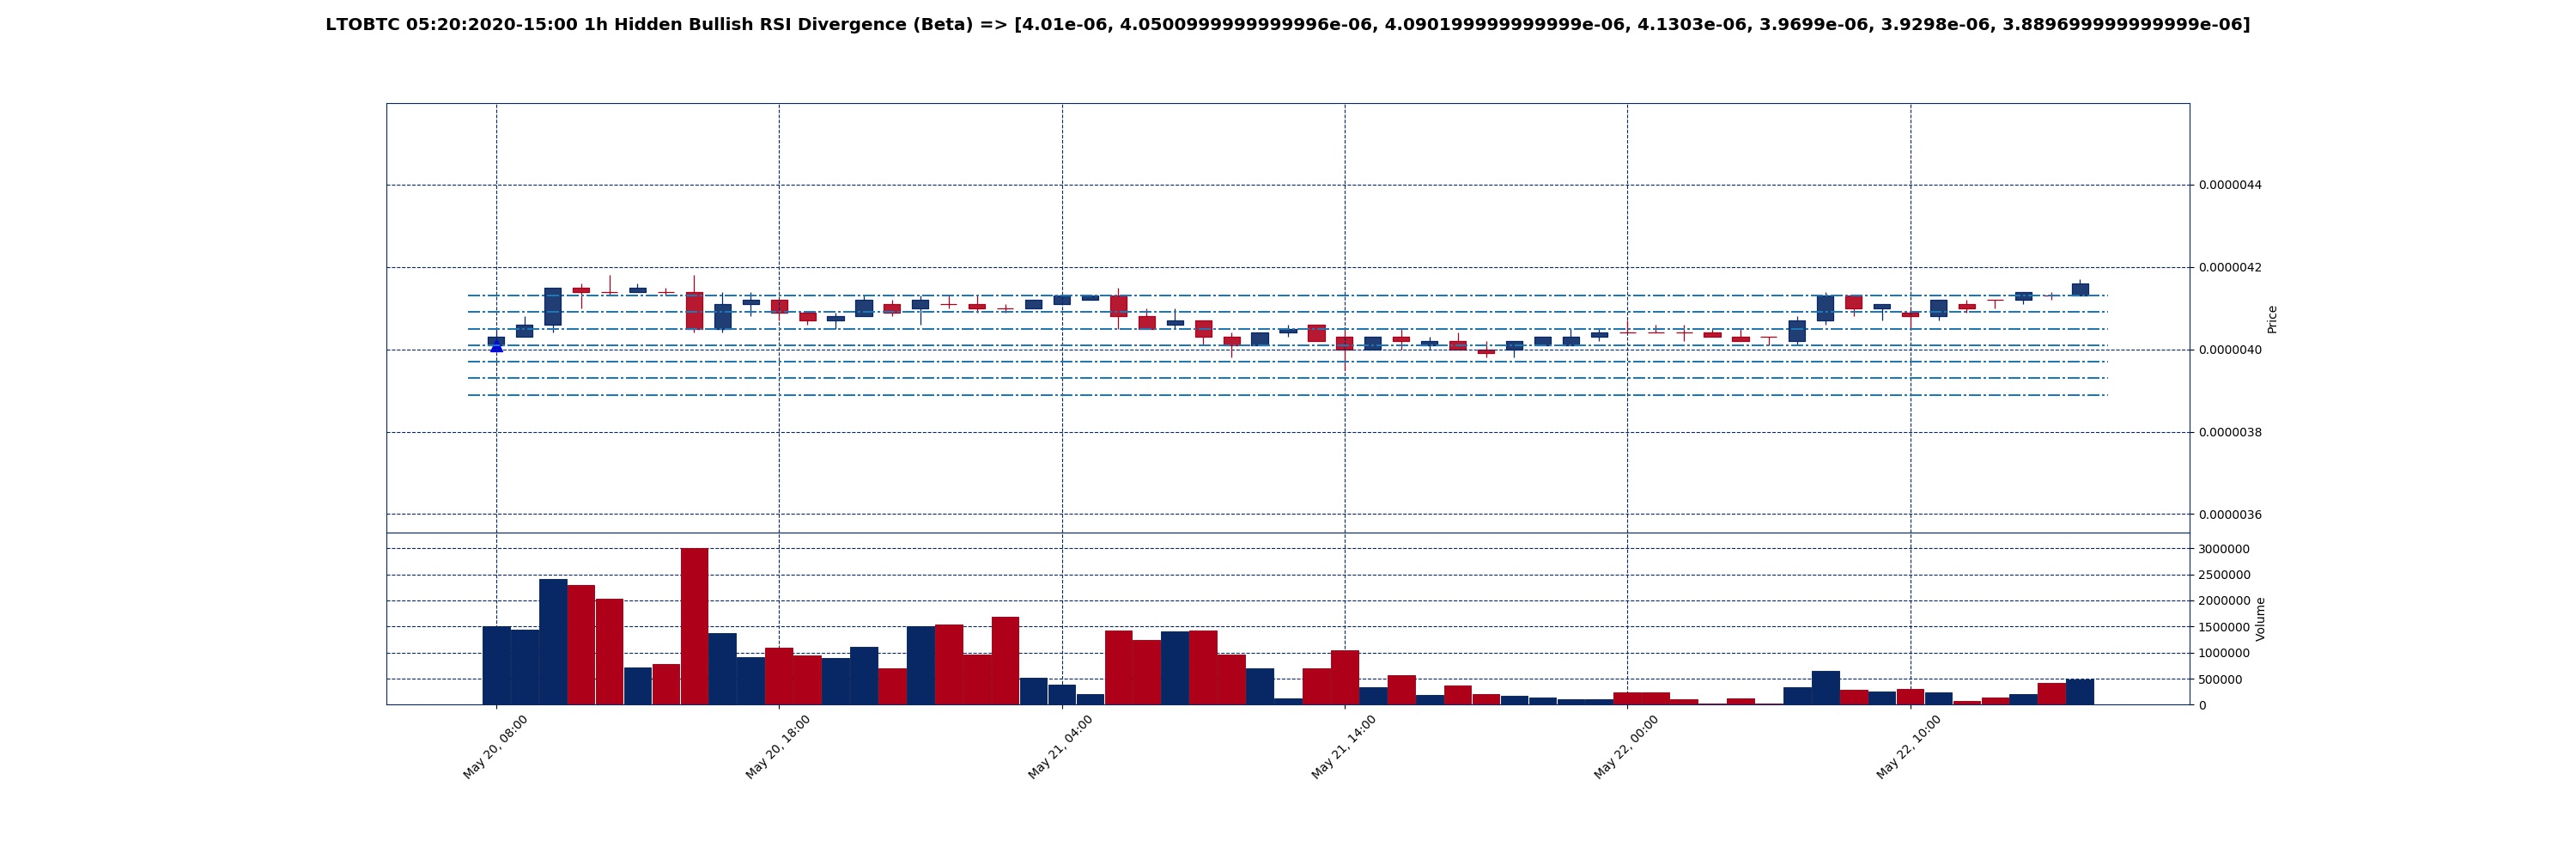 LTOBTC 05:20:2020-15:00 1h Hidden Bullish RSI Divergence (Beta) => [4.01e-06, 4.0500999999999996e-06, 4.090199999999999e-06, 4.1303e-06, 3.9699e-06, 3.9298e-06, 3.889699999999999e-06]
0.0000044
0.0000042
0.0000040
0.0000038
0.0000036
Price
3000000
2500000
2000000
1500000
1000000
500000
0
Volume
May 20, 08:00
May 20, 18:00
May 21, 04:00
May 21, 14:00
May 22, 00:00
May 22, 10:00